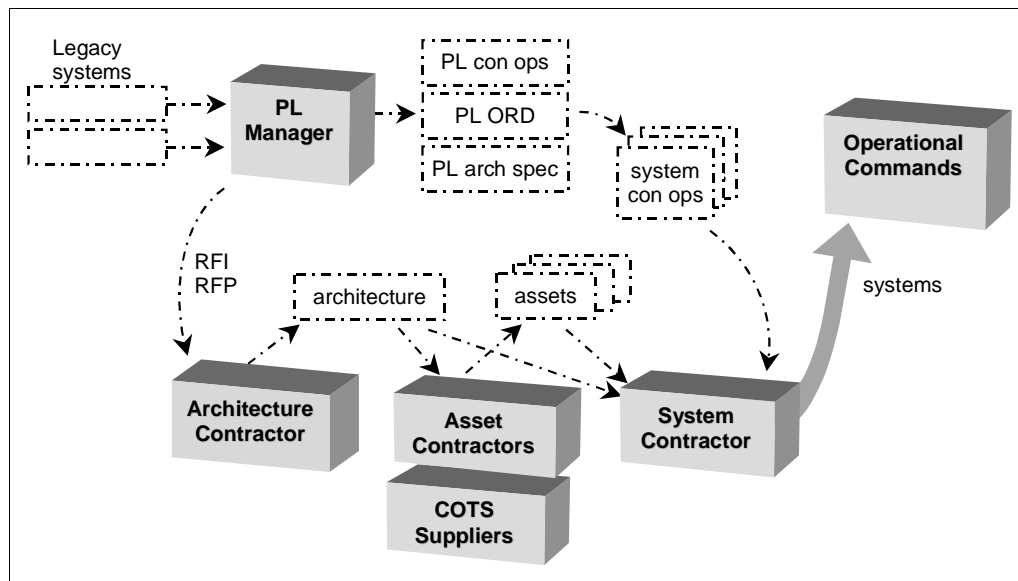 Legacy
systems
PL
Manager
PL con ops
PL ORD
PL arch spec
system
con ops
Operational
Commands
RFI
RFP
architecture
assets
systems
Architecture
Contractor
Asset
Contractors
System
Contractor
COTS
Suppliers